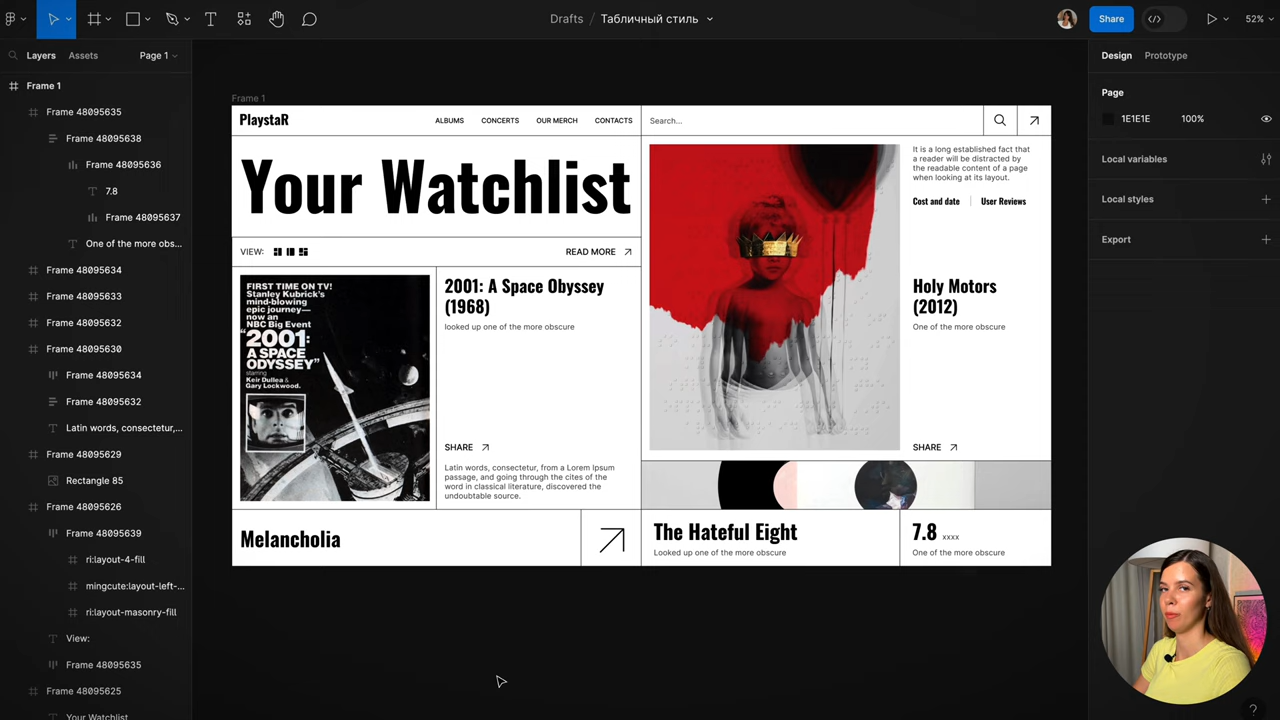 Drafts / Табличный стиль
Share
52%
Layers
Assets
Page 1
Design
Prototype
Frame 1
Frame 48095635
Frame 48095638
Frame 48095636
7.8
Frame 48095637
One of the more obs...
Frame 48095634
Frame 48095633
Frame 48095632
Frame 48095630
Frame 48095634
Frame 48095632
Latin words, consectetur,...
Frame 48095629
Rectangle 85
Frame 48095626
Frame 48095639
ri:layout-4-fill
mingcute:layout-left-...
ri:layout-masonry-fill
View:
Frame 48095635
Frame 48095625
Your Watchlist
Frame 1
PlaystaR
ALBUMS
CONCERTS
OUR MERCH
CONTACTS
Search...
Your Watchlist
VIEW:
READ MORE
FIRST TIME ON TV!
Stanley Kubrick's
mind-blowing
epic journey—
now an
NBC Big Event
"2001:
A SPACE
ODYSSEY"
starring
Keir Dullea &
Gary Lockwood.
2001: A Space Obyssey
(1968)
looked up one of the more obscure
SHARE
Latin words, consectetur, from a Lorem Ipsum
passage, and going through the cites of the
word in classical literature, discovered the
undoubtable source.
Melancholia
It is a long established fact that
a reader will be distracted by
the readable content of a page
when looking at its layout.
Cost and date
User Reviews
Holy Motors
(2012)
One of the more obscure
SHARE
The Hateful Eight
Looked up one of the more obscure
7.8 xxxx
One of the more obscure
Page
1E1E1E
100%
Local variables
Local styles
Export
?